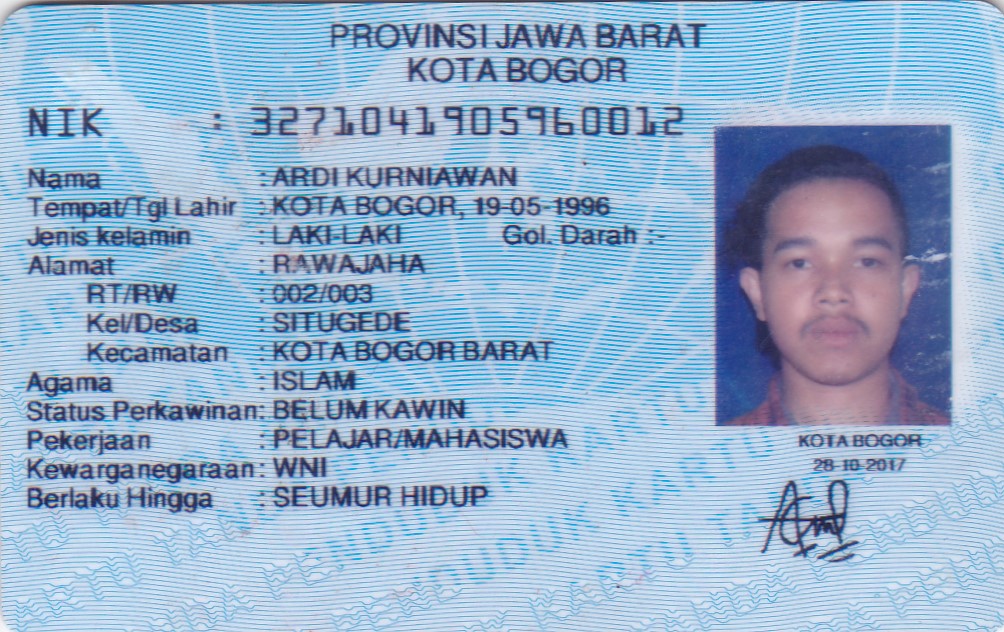 PROVINSI JAWA BARAT
KOTA BOGOR
NIK : 3271041905960012
Nama : ARDI KURNIAWAN
Tempat/Tgl Lahir : KOTA BOGOR, 19-05-1996
Jenis kelamin : LAKI-LAKI Gol. Darah :-
Alamat : RAWAJAHA
RT/RW : 002/003
Kel/Desa : SITUGEDE
Kecamatan : KOTA BOGOR BARAT
Agama : ISLAM
Status Perkawinan: BELUM KAWIN
Pekerjaan : PELAJAR/MAHASISWA
Kewarganegaraan: WNI
Berlaku Hingga : SEUMUR HIDUP
KOTA BOGOR
28-10-2017